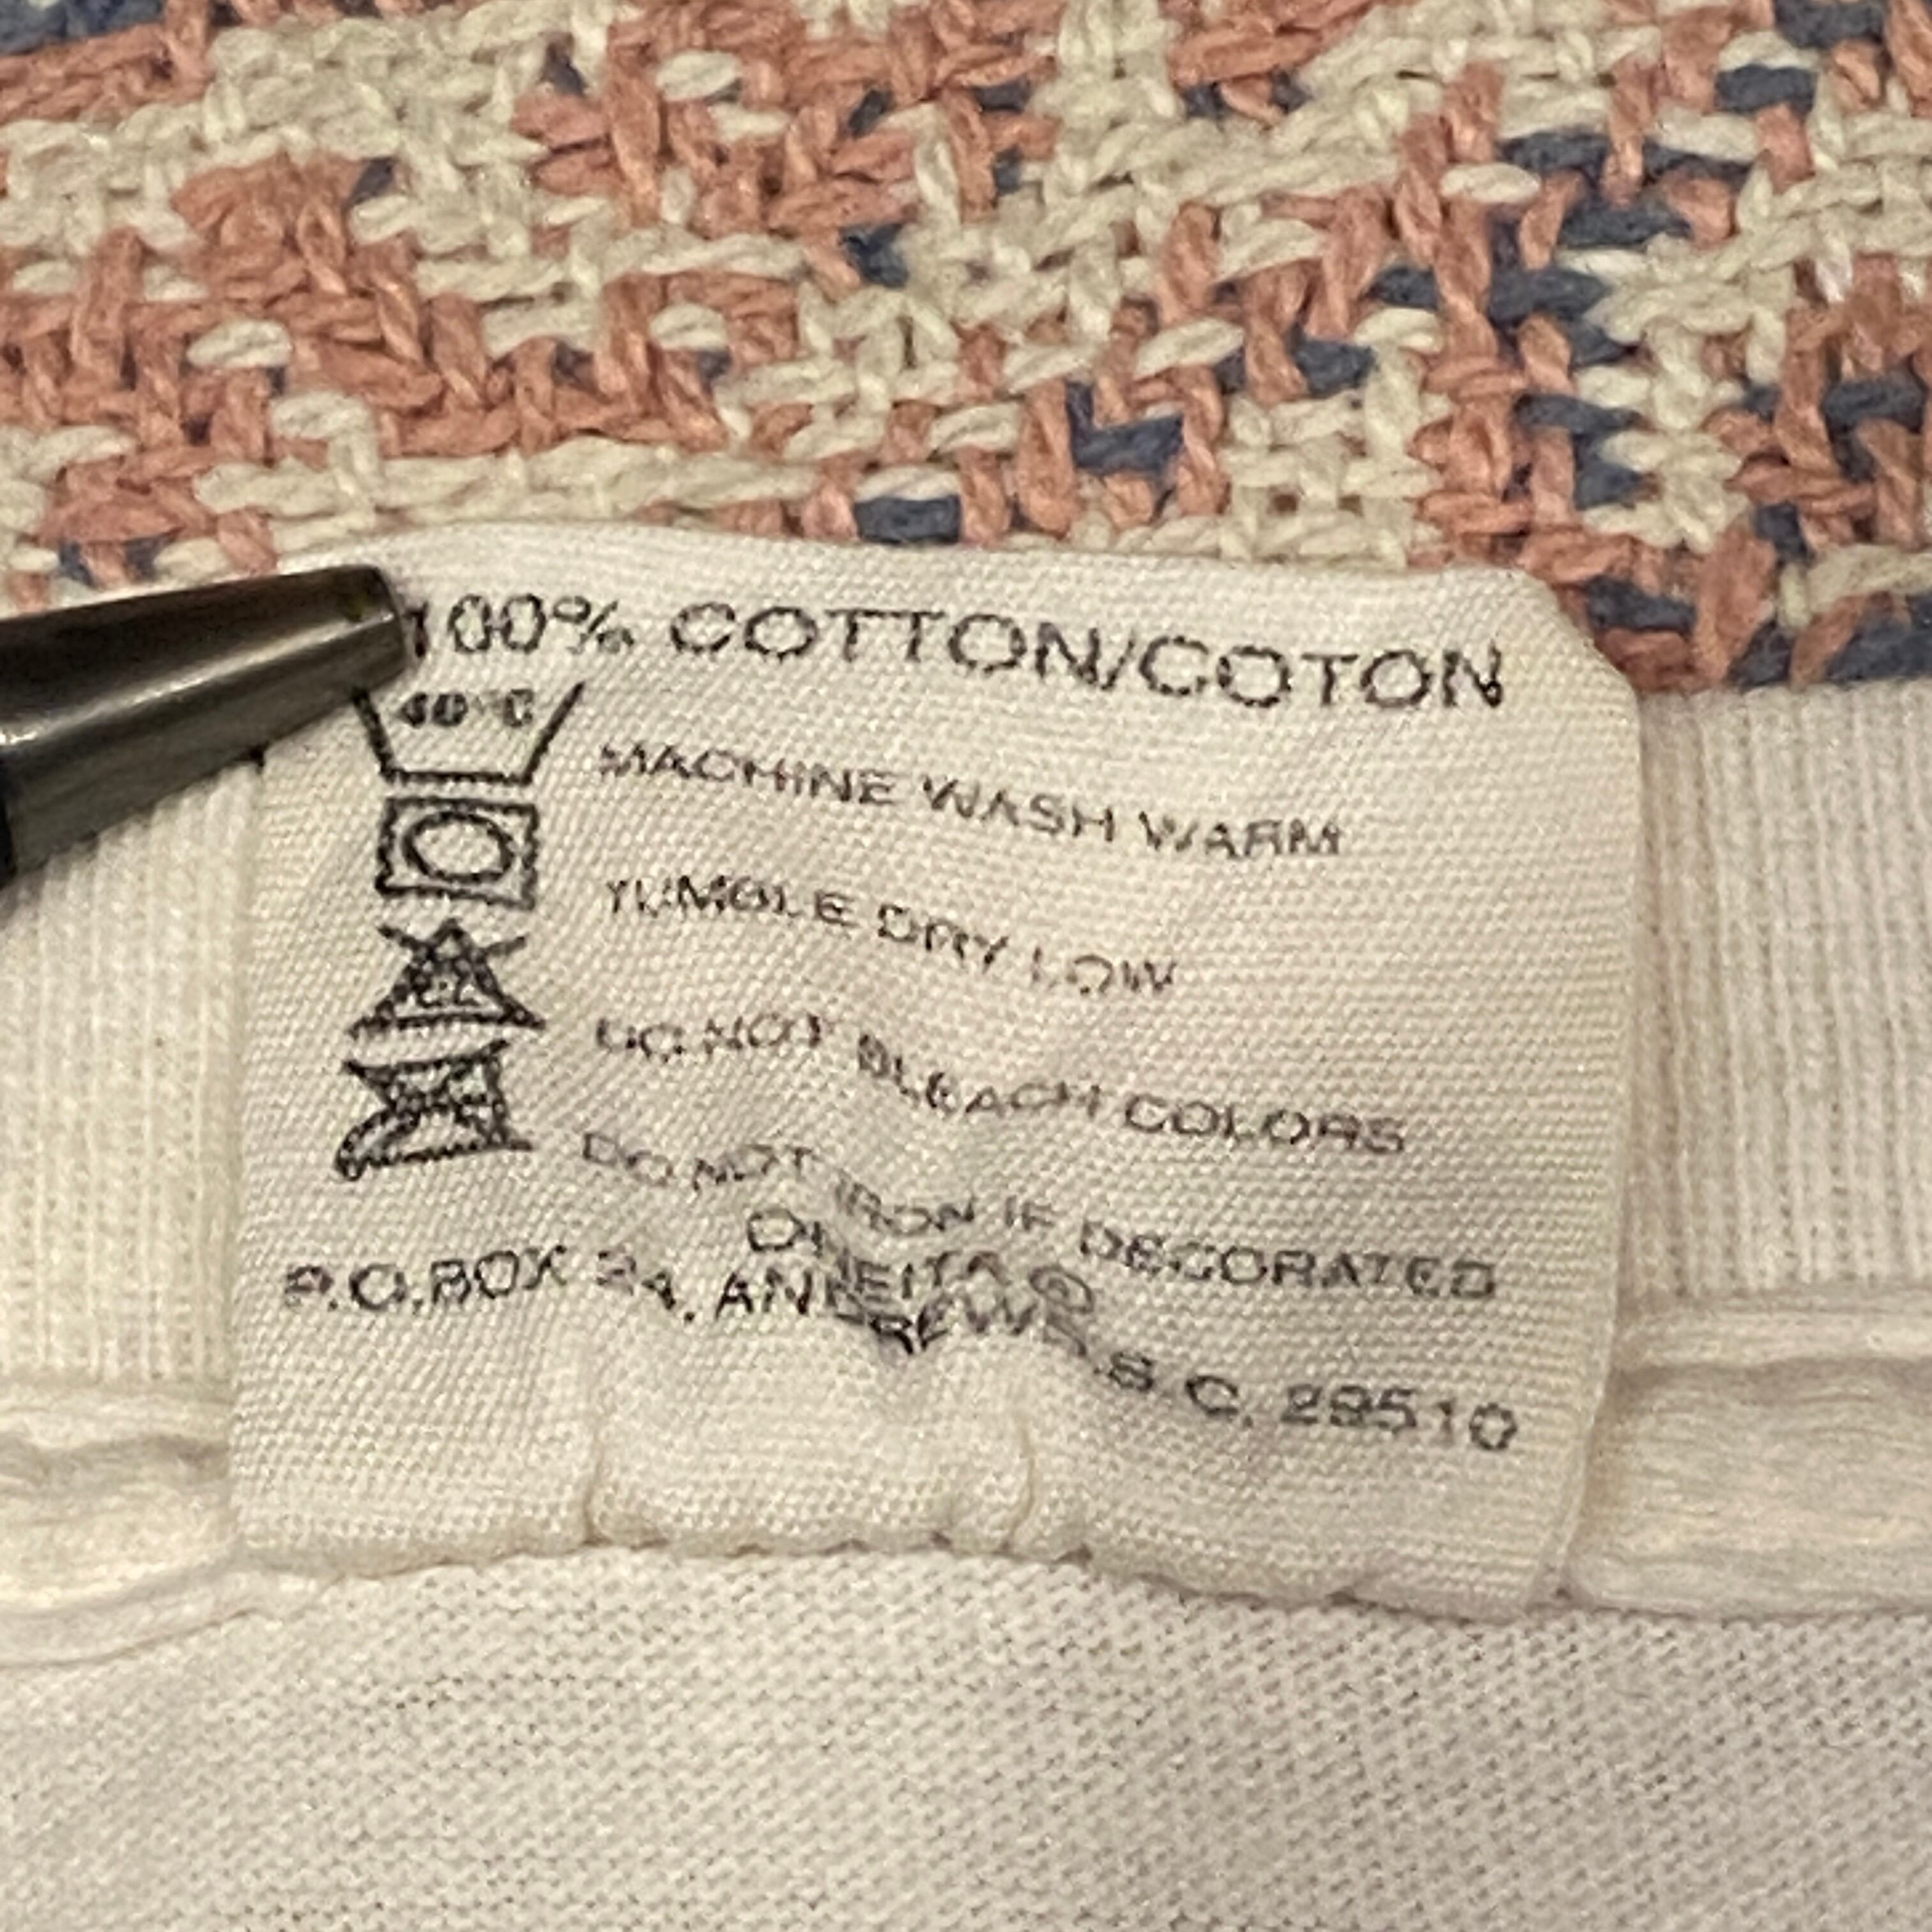 100% COTTON/COTON
40°C
MACHINE WASH WARM
TUMBLE DRY LOW
DO NOT BLEACH COLORS
DO NOT IRON IF DECORATED
ONEITA ®
P.O.BOX 24, ANDREWS.S.C. 29510